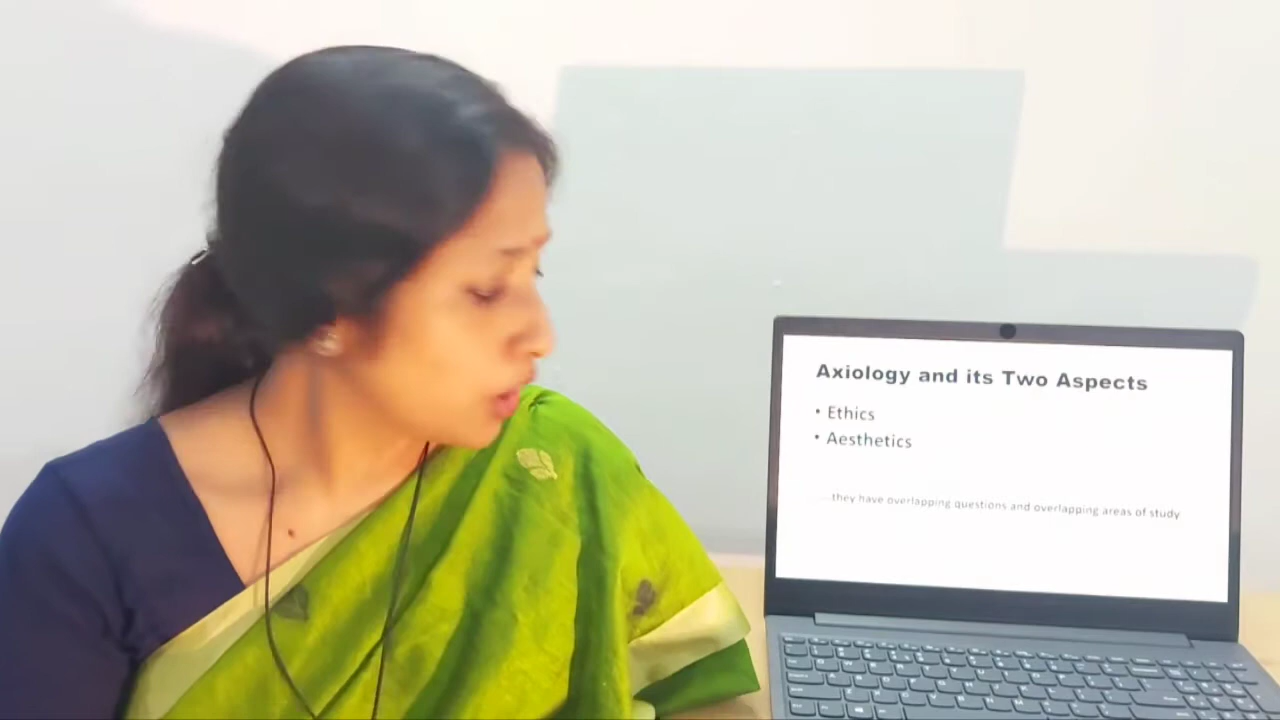 Axiology and its Two Aspects
• Ethics
• Aesthetics
....they have overlapping questions and overlapping areas of study